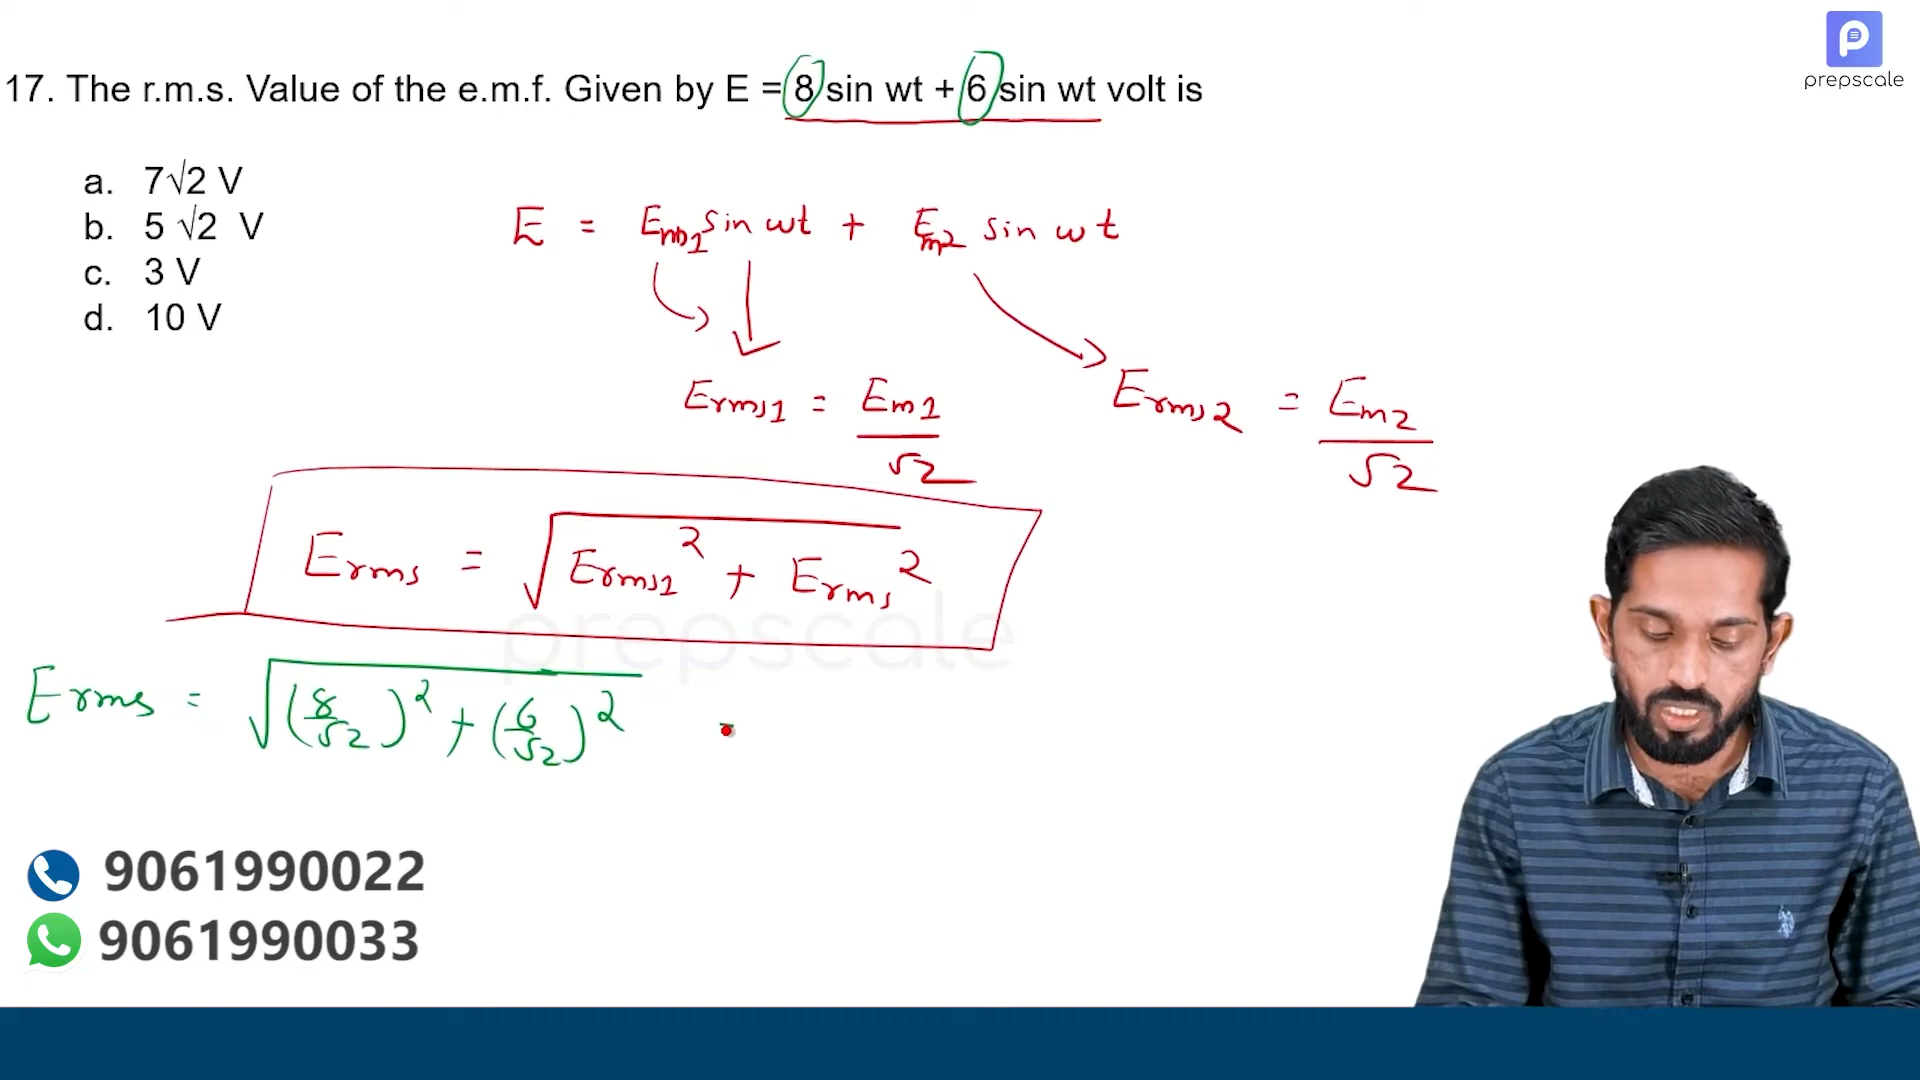 prepscale
17. The r.m.s. Value of the e.m.f. Given by E = 8 sin wt + 6 sin wt volt is
a. 7√2 V
b. 5 √2 V
c. 3 V
d. 10 V
E = Em1 sin wt + Em2 sin wt
Erms1 = Em1/√2
Erms2 = Em2/√2
Erms = √(Erms1² + Erms²)
prepscale
Erms = √((8/√2)² + (6/√2)²)
9061990022
9061990033